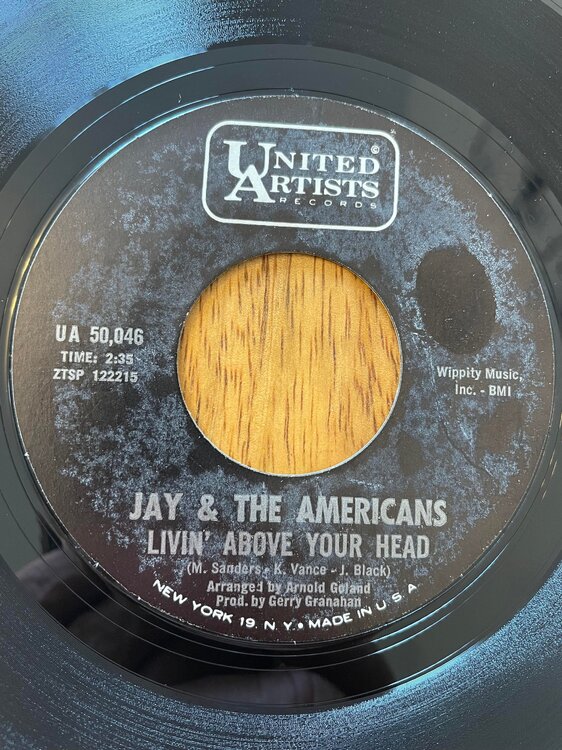 ©
UNITED
ARTISTS
RECORDS
UA 50,046
TIME: 2:35
ZTSP 122215
Wippity Music,
Inc. - BMI
JAY & THE AMERICANS
LIVIN' ABOVE YOUR HEAD
(M. Sanders - K. Vance - J. Black)
Arranged by Arnold Goland
Prod. by Gerry Granahan
NEW YORK 19, N.Y. • MADE IN U.S.A.